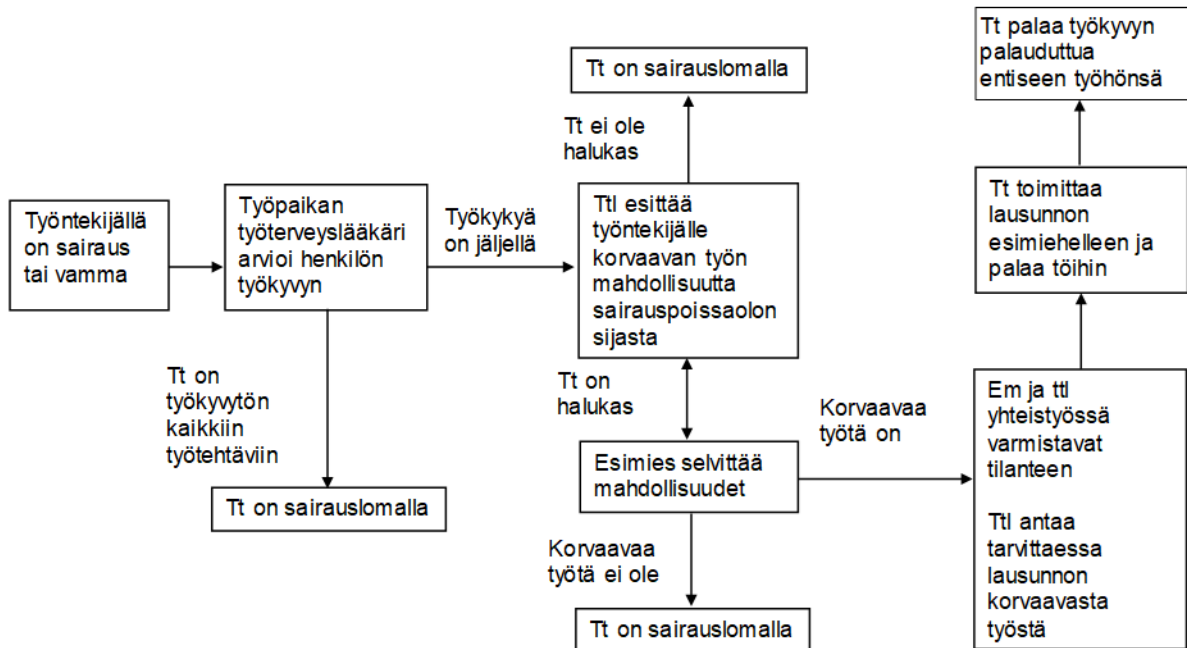 Työntekijällä
on sairaus
tai vamma
Työpaikan
työterveyslääkäri
arvioi henkilön
työkyvyn
Tt on
työkyvytön
kaikkiin
työtehtäviin
Tt on sairauslomalla
Työkykyä
on jäljellä
Tt on sairauslomalla
Tt ei ole
halukas
Ttl esittää
työntekijälle
korvaavan työn
mahdollisuutta
sairauspoissaolon
sijasta
Tt on
halukas
Esimies selvittää
mahdollisuudet
Korvaavaa
työtä ei ole
Tt on sairauslomalla
Korvaavaa
työtä on
Em ja ttl
yhteistyössä
varmistavat
tilanteen
Ttl antaa
tarvittaessa
lausunnon
korvaavasta
työstä
Tt toimittaa
lausunnon
esimiehelleen ja
palaa töihin
Tt palaa työkyvyn
palauduttua
entiseen työhönsä